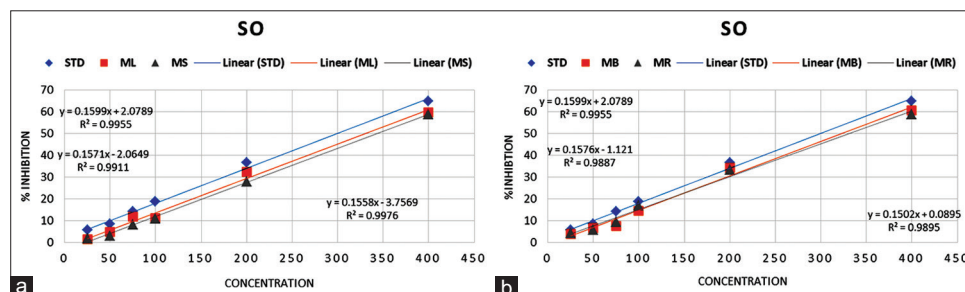 SO
STD ML MS Linear (STD) Linear (ML) Linear (MS)
% INHIBITION
70
60
50
40
30
20
10
0
y = 0.1599x + 2.0789
R² = 0.9955
y = 0.1571x - 2.0649
R² = 0.9911
y = 0.1558x - 3.7569
R² = 0.9976
0 50 100 150 200 250 300 350 400 450
CONCENTRATION
a
SO
STD MB MR Linear (STD) Linear (MB) Linear (MR)
%INHIBITION
70
60
50
40
30
20
10
0
y = 0.1599x + 2.0789
R² = 0.9955
y = 0.1576x - 1.121
R² = 0.9887
y = 0.1502x + 0.0895
R² = 0.9895
0 50 100 150 200 250 300 350 400 450
CONCENTRATION
b